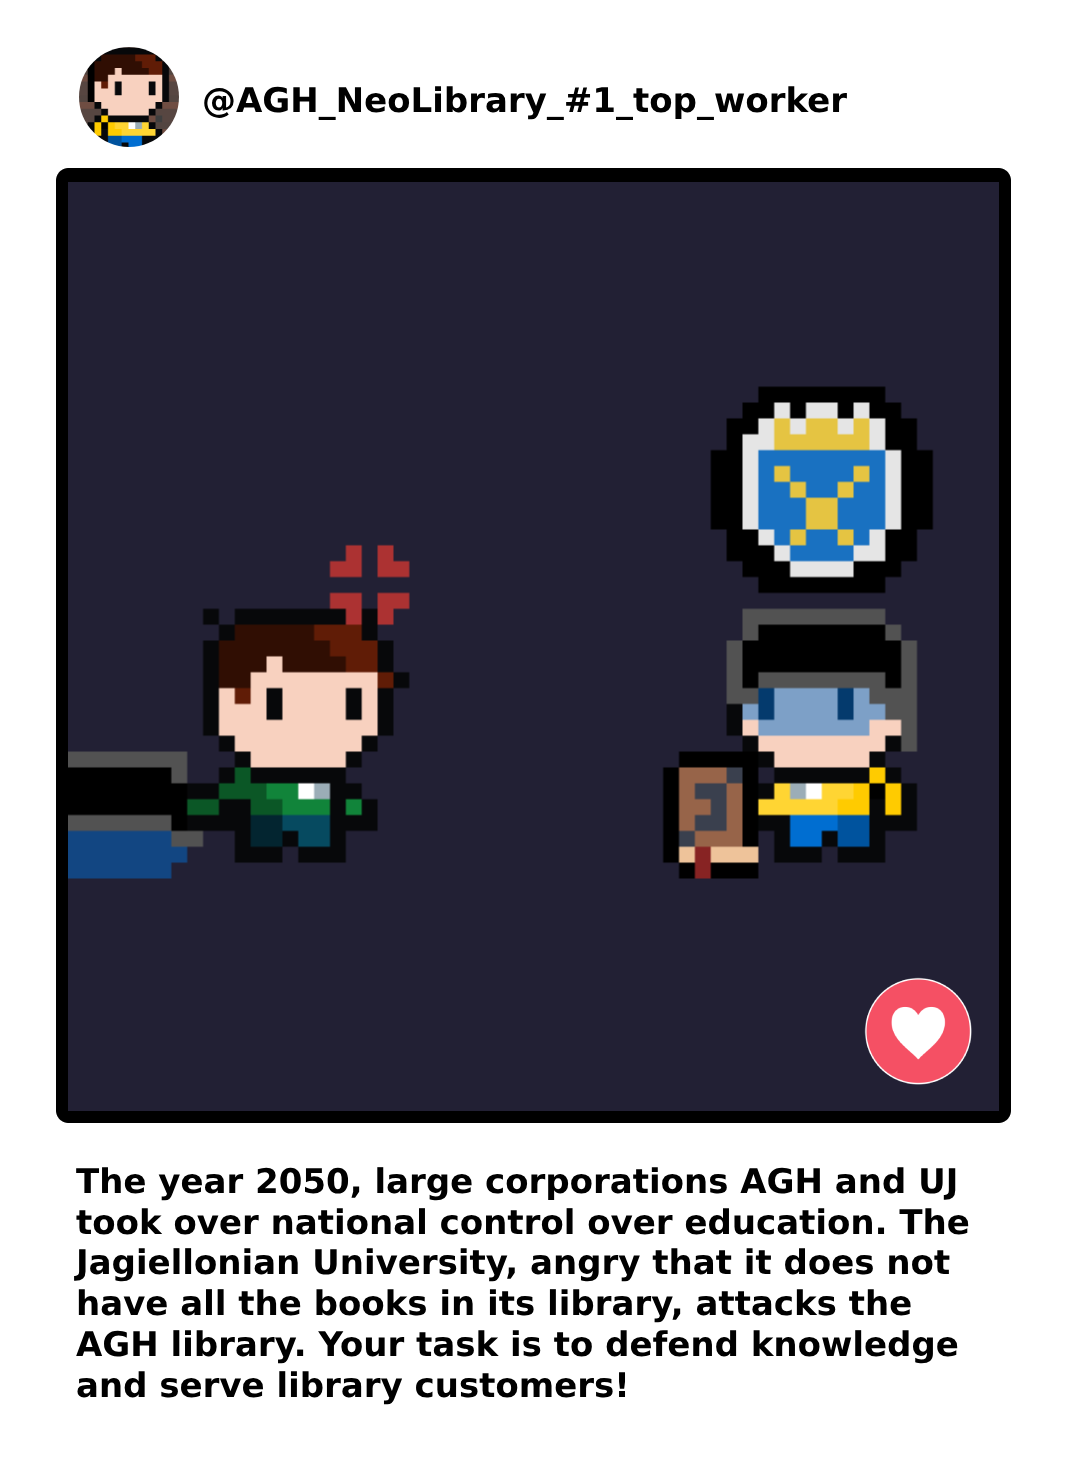 @AGH_NeoLibrary_#1_top_worker
The year 2050, large corporations AGH and UJ
took over national control over education. The
Jagiellonian University, angry that it does not
have all the books in its library, attacks the
AGH library. Your task is to defend knowledge
and serve library customers!